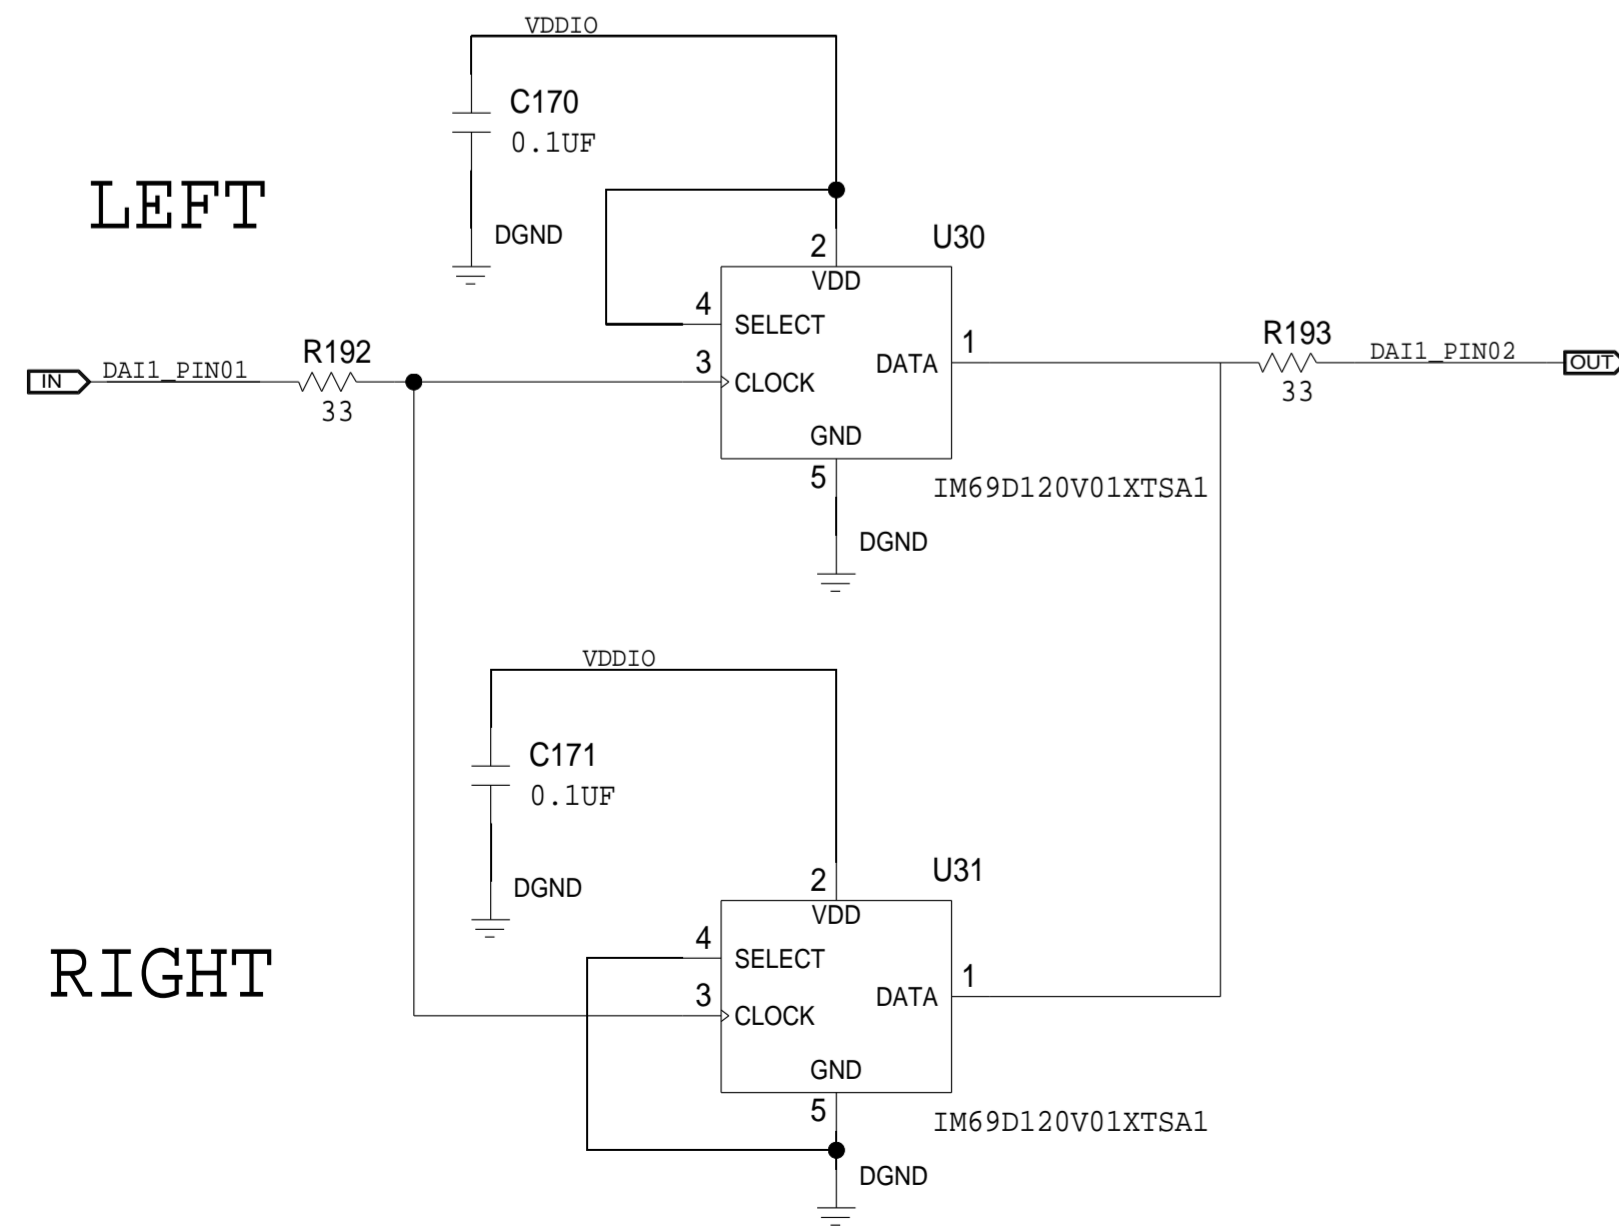 VDDIO
C170
0.1UF
LEFT
DGND
U30
2
VDD
4
SELECT
1
R193
DAI1_PIN02
OUT
IN
DAI1_PIN01
R192
33
3
CLOCK
DATA
33
GND
5
IM69D120V01XTSA1
DGND
VDDIO
C171
0.1UF
U31
2
DGND
VDD
RIGHT
4
SELECT
1
3
CLOCK
DATA
GND
5
IM69D120V01XTSA1
DGND